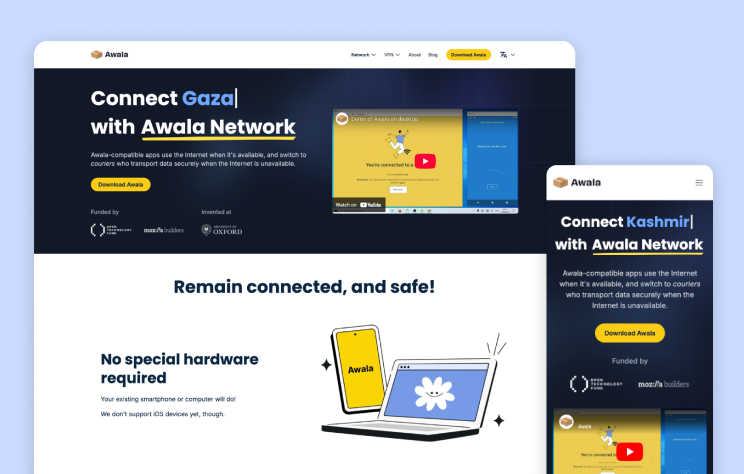 Awala
Network
VPN
About
Blog
Download Awala
Connect Gaza
with Awala Network
Awala-compatible apps use the Internet when it's available, and switch to
couriers who transport data securely when the Internet is unavailable.
Download Awala
Funded by
Invented at
OPEN
TECHNOLOGY
FUND
moz://a builders
UNIVERSITY OF
OXFORD
Demo of Awala on desktop
You're connected to a
Watch on YouTube
Remain connected, and safe!
No special hardware
required
Your existing smartphone or computer will do!
We don't support iOS devices yet, though.
Awala
Awala
Connect Kashmir
with Awala Network
Awala-compatible apps use the Internet
when it's available, and switch to couriers
who transport data securely when the
Internet is unavailable.
Download Awala
Funded by
OPEN
TECHNOLOGY
FUND
moz://a builders
Awala